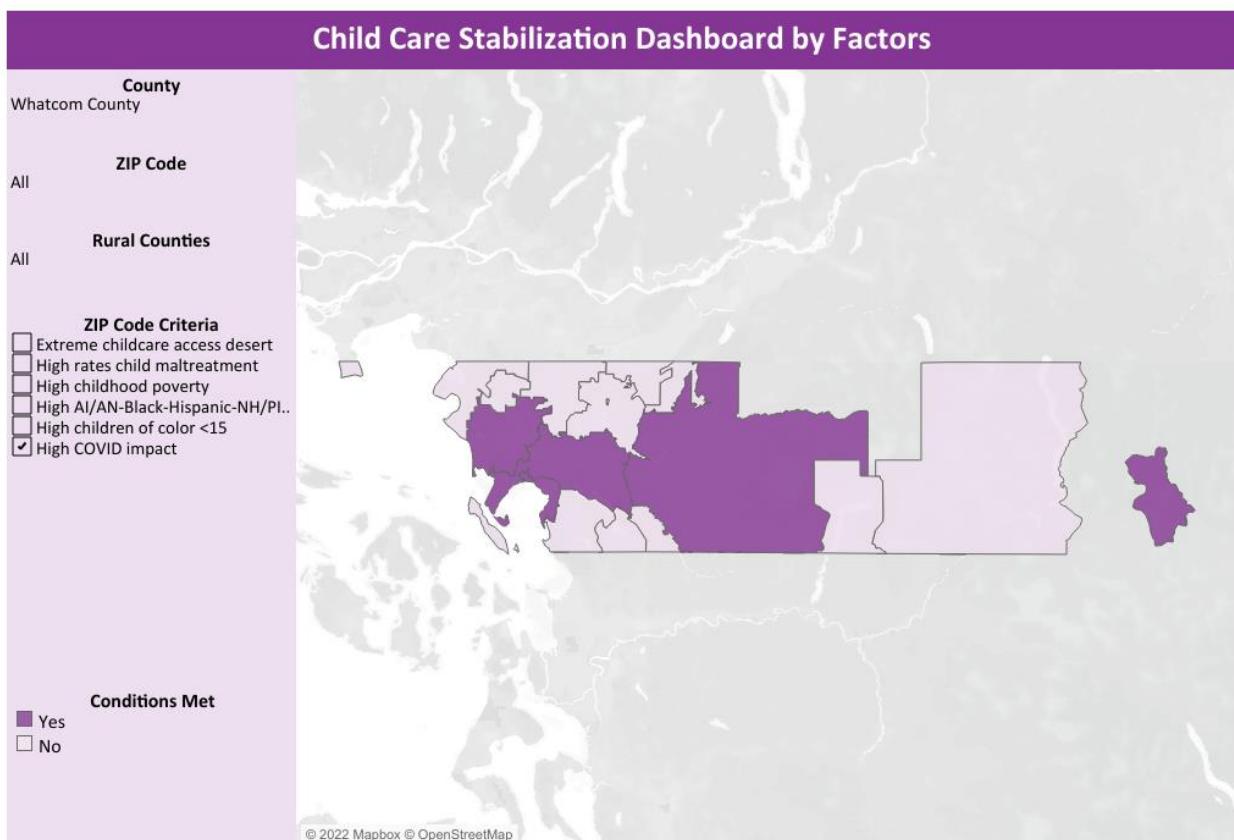 Child Care Stabilization Dashboard by Factors
County
Whatcom County
ZIP Code
All
Rural Counties
All
ZIP Code Criteria
Extreme childcare access desert
High rates child maltreatment
High childhood poverty
High AI/AN-Black-Hispanic-NH/PI..
High children of color <15
High COVID impact
Conditions Met
Yes
No
© 2022 Mapbox © OpenStreetMap